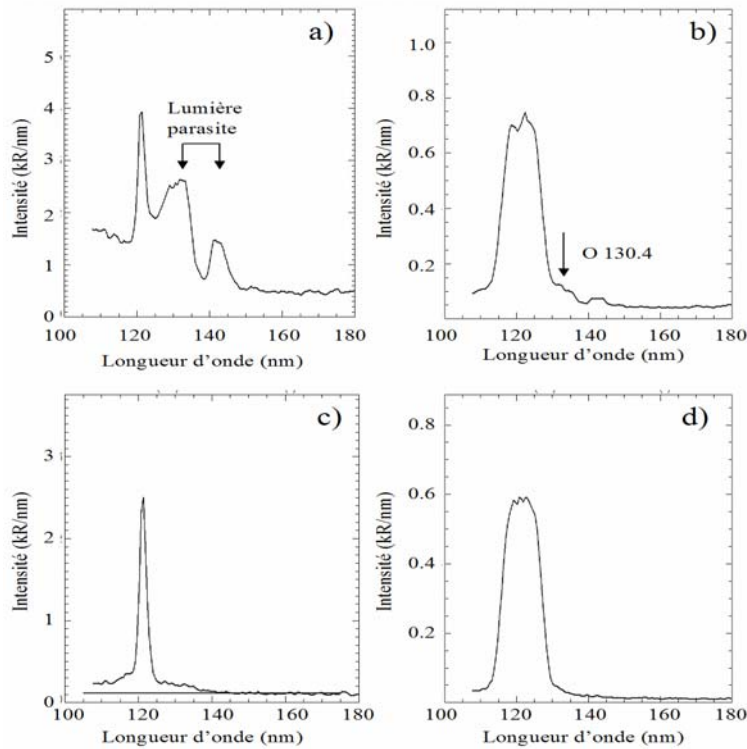 a)
Lumière
parasite
5
4
3
2
1
0
100 120 140 160 180
Longueur d'onde (nm)
Intensité (kR/nm)
b)
O 130.4
1.0
0.8
0.6
0.4
0.2
100 120 140 160 180
Longueur d'onde (nm)
Intensité (kR/nm)
c)
3
2
1
0
100 120 140 160 180
Longueur d'onde (nm)
Intensité (kR/nm)
d)
0.8
0.6
0.4
0.2
100 120 140 160 180
Longueur d'onde (nm)
Intensité (kR/nm)